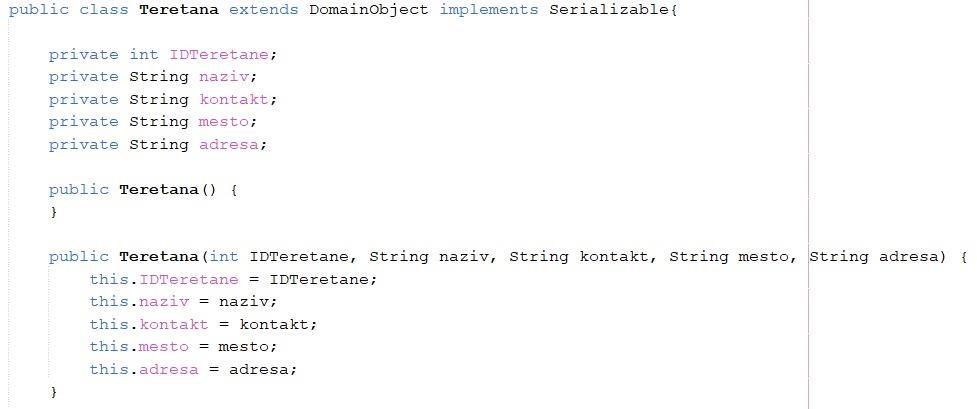 public class Teretana extends DomainObject implements Serializable{
private int IDTeretane;
private String naziv;
private String kontakt;
private String mesto;
private String adresa;
public Teretana() {
}
public Teretana(int IDTeretane, String naziv, String kontakt, String mesto, String adresa) {
this.IDTeretane = IDTeretane;
this.naziv = naziv;
this.kontakt = kontakt;
this.mesto = mesto;
this.adresa = adresa;
}